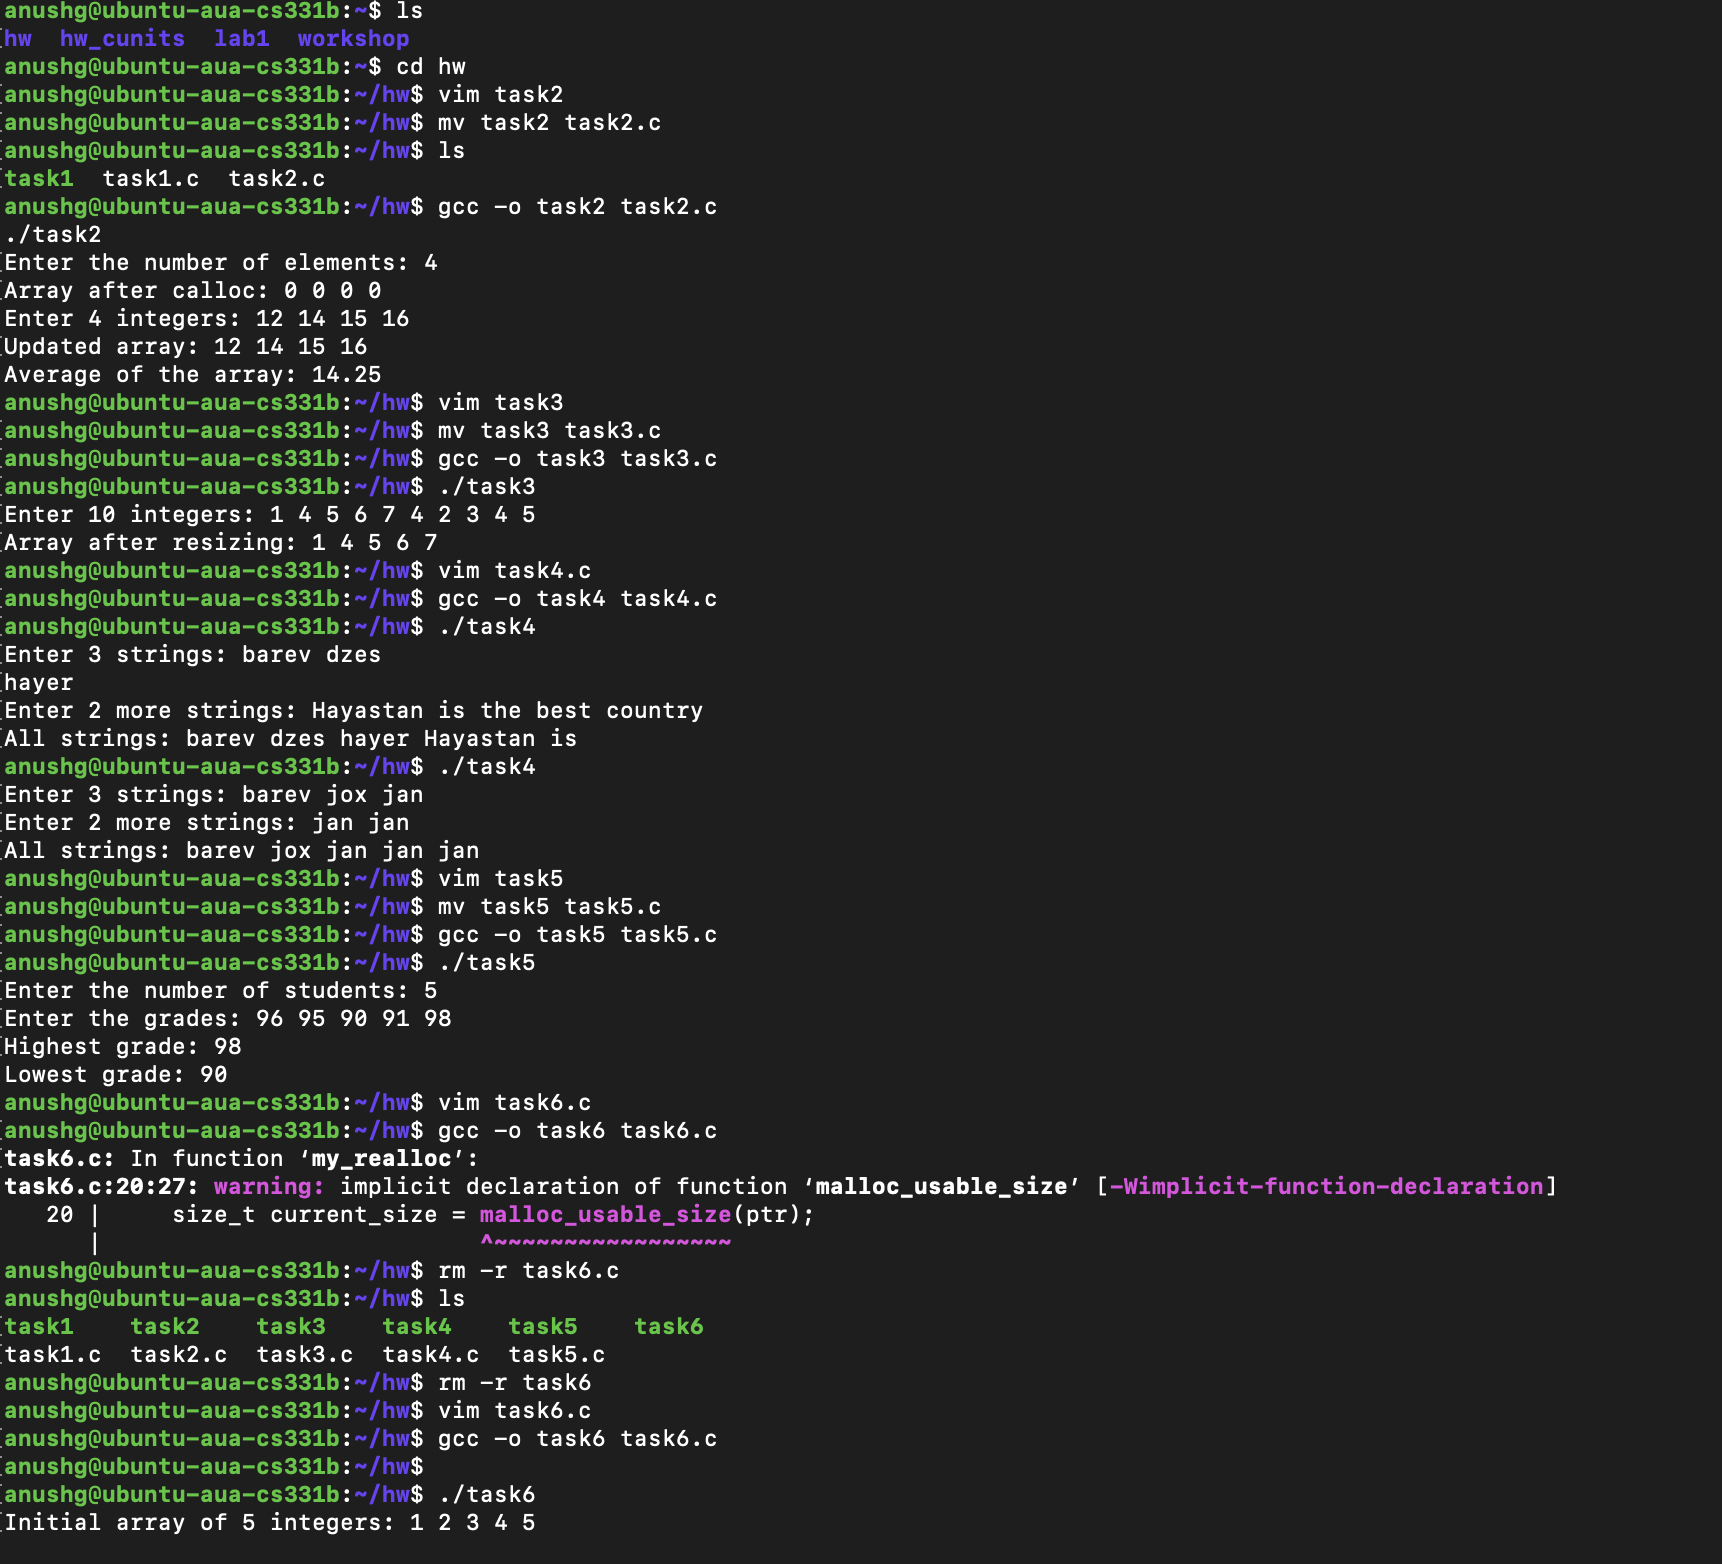 anushg@ubuntu-aua-cs331b:~$ ls
hw  hw_cunits  lab1  workshop
anushg@ubuntu-aua-cs331b:~$ cd hw
anushg@ubuntu-aua-cs331b:~/hw$ vim task2
anushg@ubuntu-aua-cs331b:~/hw$ mv task2 task2.c
anushg@ubuntu-aua-cs331b:~/hw$ ls
task1  task1.c  task2.c
anushg@ubuntu-aua-cs331b:~/hw$ gcc -o task2 task2.c
./task2
Enter the number of elements: 4
Array after calloc: 0 0 0 0
Enter 4 integers: 12 14 15 16
Updated array: 12 14 15 16
Average of the array: 14.25
anushg@ubuntu-aua-cs331b:~/hw$ vim task3
anushg@ubuntu-aua-cs331b:~/hw$ mv task3 task3.c
anushg@ubuntu-aua-cs331b:~/hw$ gcc -o task3 task3.c
anushg@ubuntu-aua-cs331b:~/hw$ ./task3
Enter 10 integers: 1 4 5 6 7 4 2 3 4 5
Array after resizing: 1 4 5 6 7
anushg@ubuntu-aua-cs331b:~/hw$ vim task4.c
anushg@ubuntu-aua-cs331b:~/hw$ gcc -o task4 task4.c
anushg@ubuntu-aua-cs331b:~/hw$ ./task4
Enter 3 strings: barev dzes
hayer
Enter 2 more strings: Hayastan is the best country
All strings: barev dzes hayer Hayastan is
anushg@ubuntu-aua-cs331b:~/hw$ ./task4
Enter 3 strings: barev jox jan
Enter 2 more strings: jan jan
All strings: barev jox jan jan jan
anushg@ubuntu-aua-cs331b:~/hw$ vim task5
anushg@ubuntu-aua-cs331b:~/hw$ mv task5 task5.c
anushg@ubuntu-aua-cs331b:~/hw$ gcc -o task5 task5.c
anushg@ubuntu-aua-cs331b:~/hw$ ./task5
Enter the number of students: 5
Enter the grades: 96 95 90 91 98
Highest grade: 98
Lowest grade: 90
anushg@ubuntu-aua-cs331b:~/hw$ vim task6.c
anushg@ubuntu-aua-cs331b:~/hw$ gcc -o task6 task6.c
task6.c: In function ‘my_realloc’:
task6.c:20:27: warning: implicit declaration of function ‘malloc_usable_size’ [-Wimplicit-function-declaration]
   20 |     size_t current_size = malloc_usable_size(ptr);
      |                           ^~~~~~~~~~~~~~~~~~
anushg@ubuntu-aua-cs331b:~/hw$ rm -r task6.c
anushg@ubuntu-aua-cs331b:~/hw$ ls
task1    task2    task3    task4    task5    task6
task1.c  task2.c  task3.c  task4.c  task5.c
anushg@ubuntu-aua-cs331b:~/hw$ rm -r task6
anushg@ubuntu-aua-cs331b:~/hw$ vim task6.c
anushg@ubuntu-aua-cs331b:~/hw$ gcc -o task6 task6.c
anushg@ubuntu-aua-cs331b:~/hw$
anushg@ubuntu-aua-cs331b:~/hw$ ./task6
Initial array of 5 integers: 1 2 3 4 5